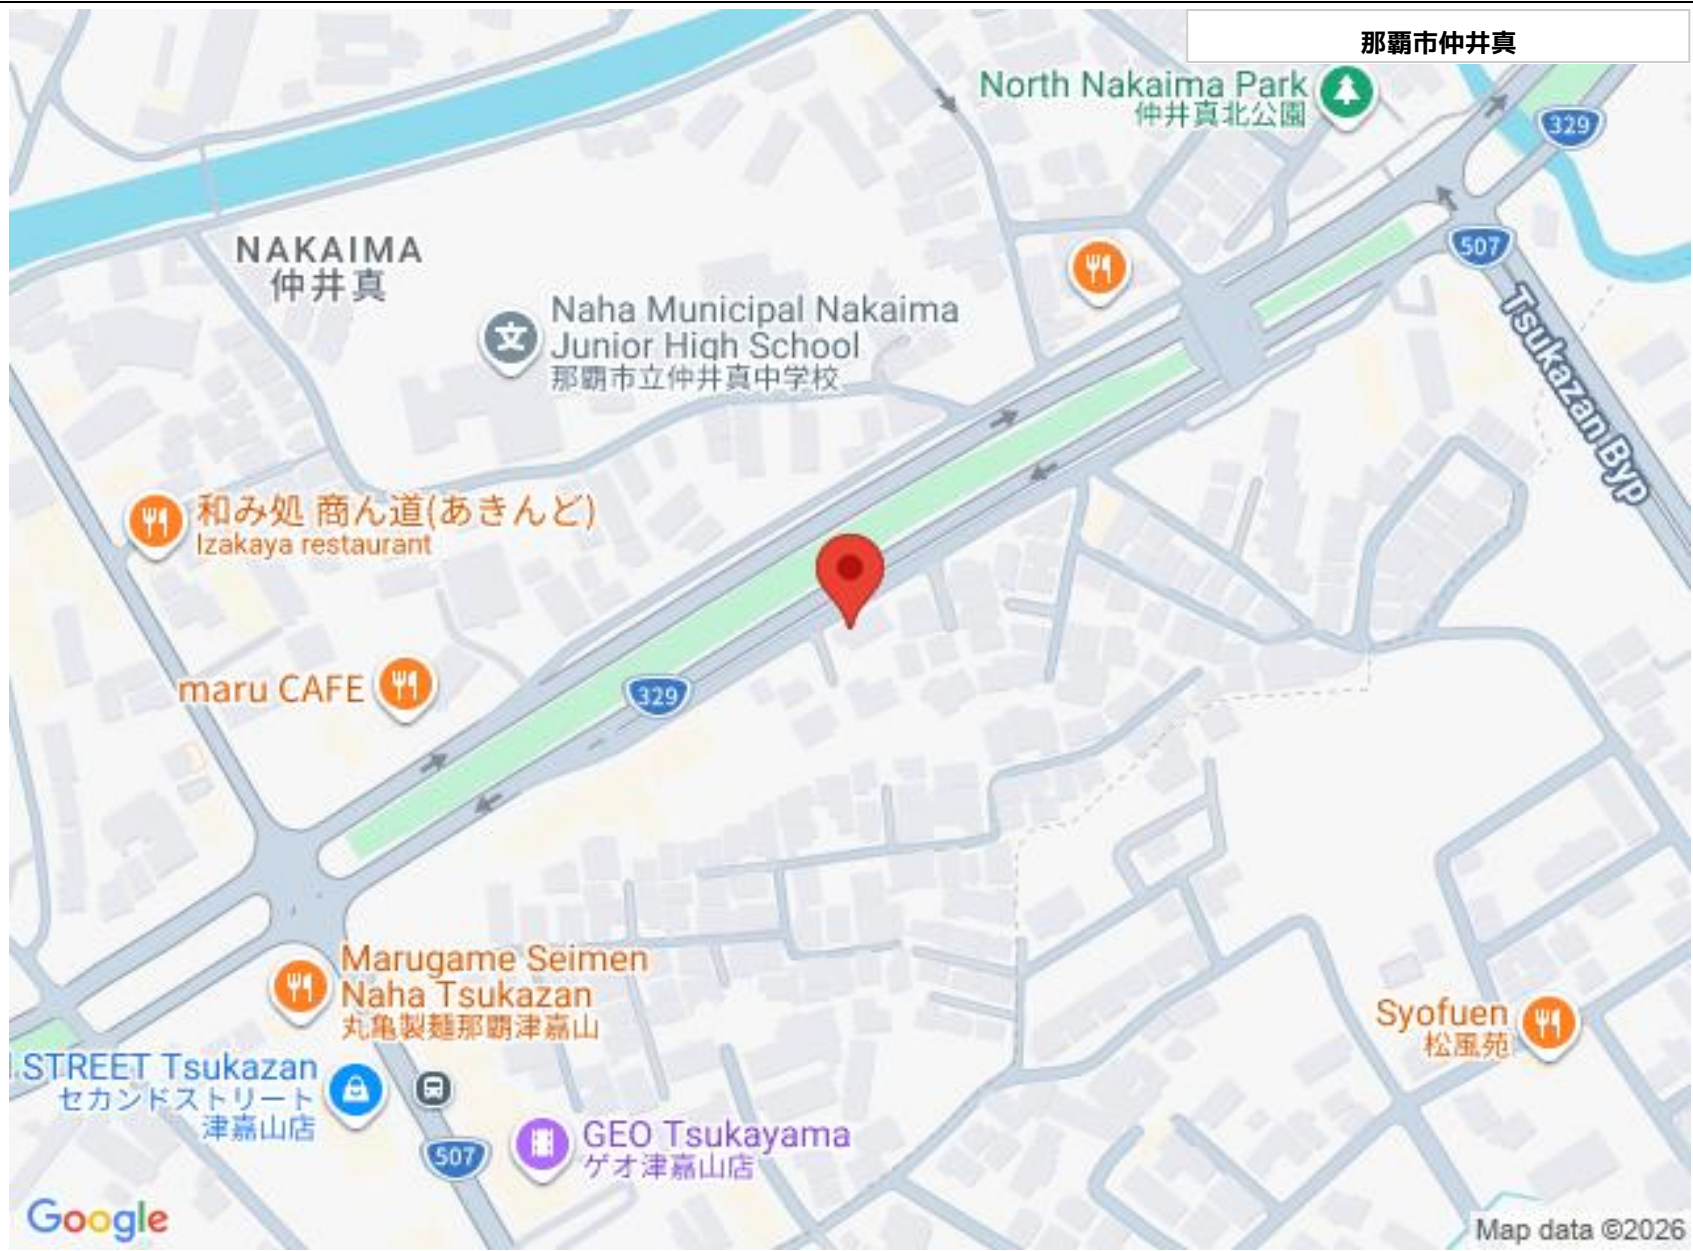 那覇市仲井真
North Nakaima Park
仲井真北公園
329
507
Tsukazan Byp
NAKAIMA
仲井真
Naha Municipal Nakaima
Junior High School
那覇市立仲井真中学校
文
和み処 商ん道(あきんど)
Izakaya restaurant
maru CAFE
329
Marugame Seimen
Naha Tsukazan
丸亀製麺那覇津嘉山
STREET Tsukazan
セカンドストリート
津嘉山店
507
GEO Tsukayama
ゲオ津嘉山店
Syofuen
松風苑
Google
Map data ©2026